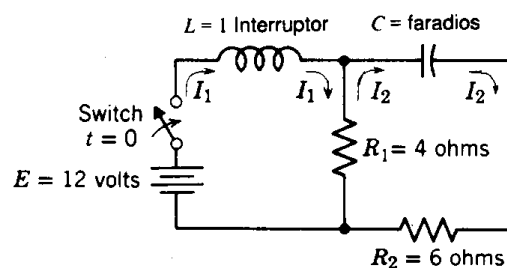 L = 1 Interruptor
C = faradios
I₁
I₁
I₂
I₂
Switch
t = 0
R₁ = 4 ohms
E = 12 volts
R₂ = 6 ohms